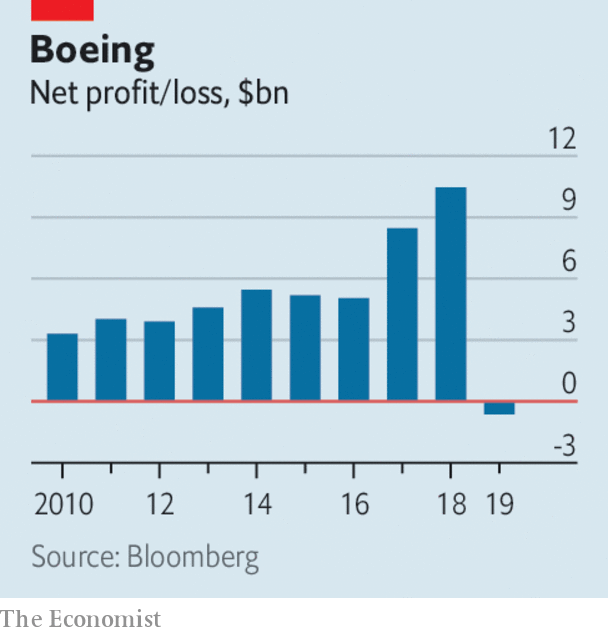 Boeing
Net profit/loss, $bn
12
9
6
3
0
-3
2010 12 14 16 18 19
Source: Bloomberg
The Economist